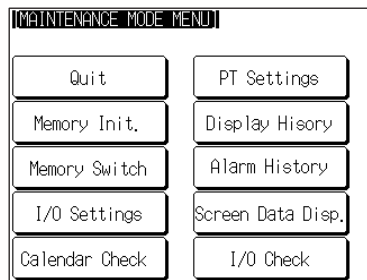 [MAINTENANCE MODE MENU]
Quit
PT Settings
Memory Init.
Display Hisory
Memory Switch
Alarm History
I/O Settings
Screen Data Disp.
Calendar Check
I/O Check